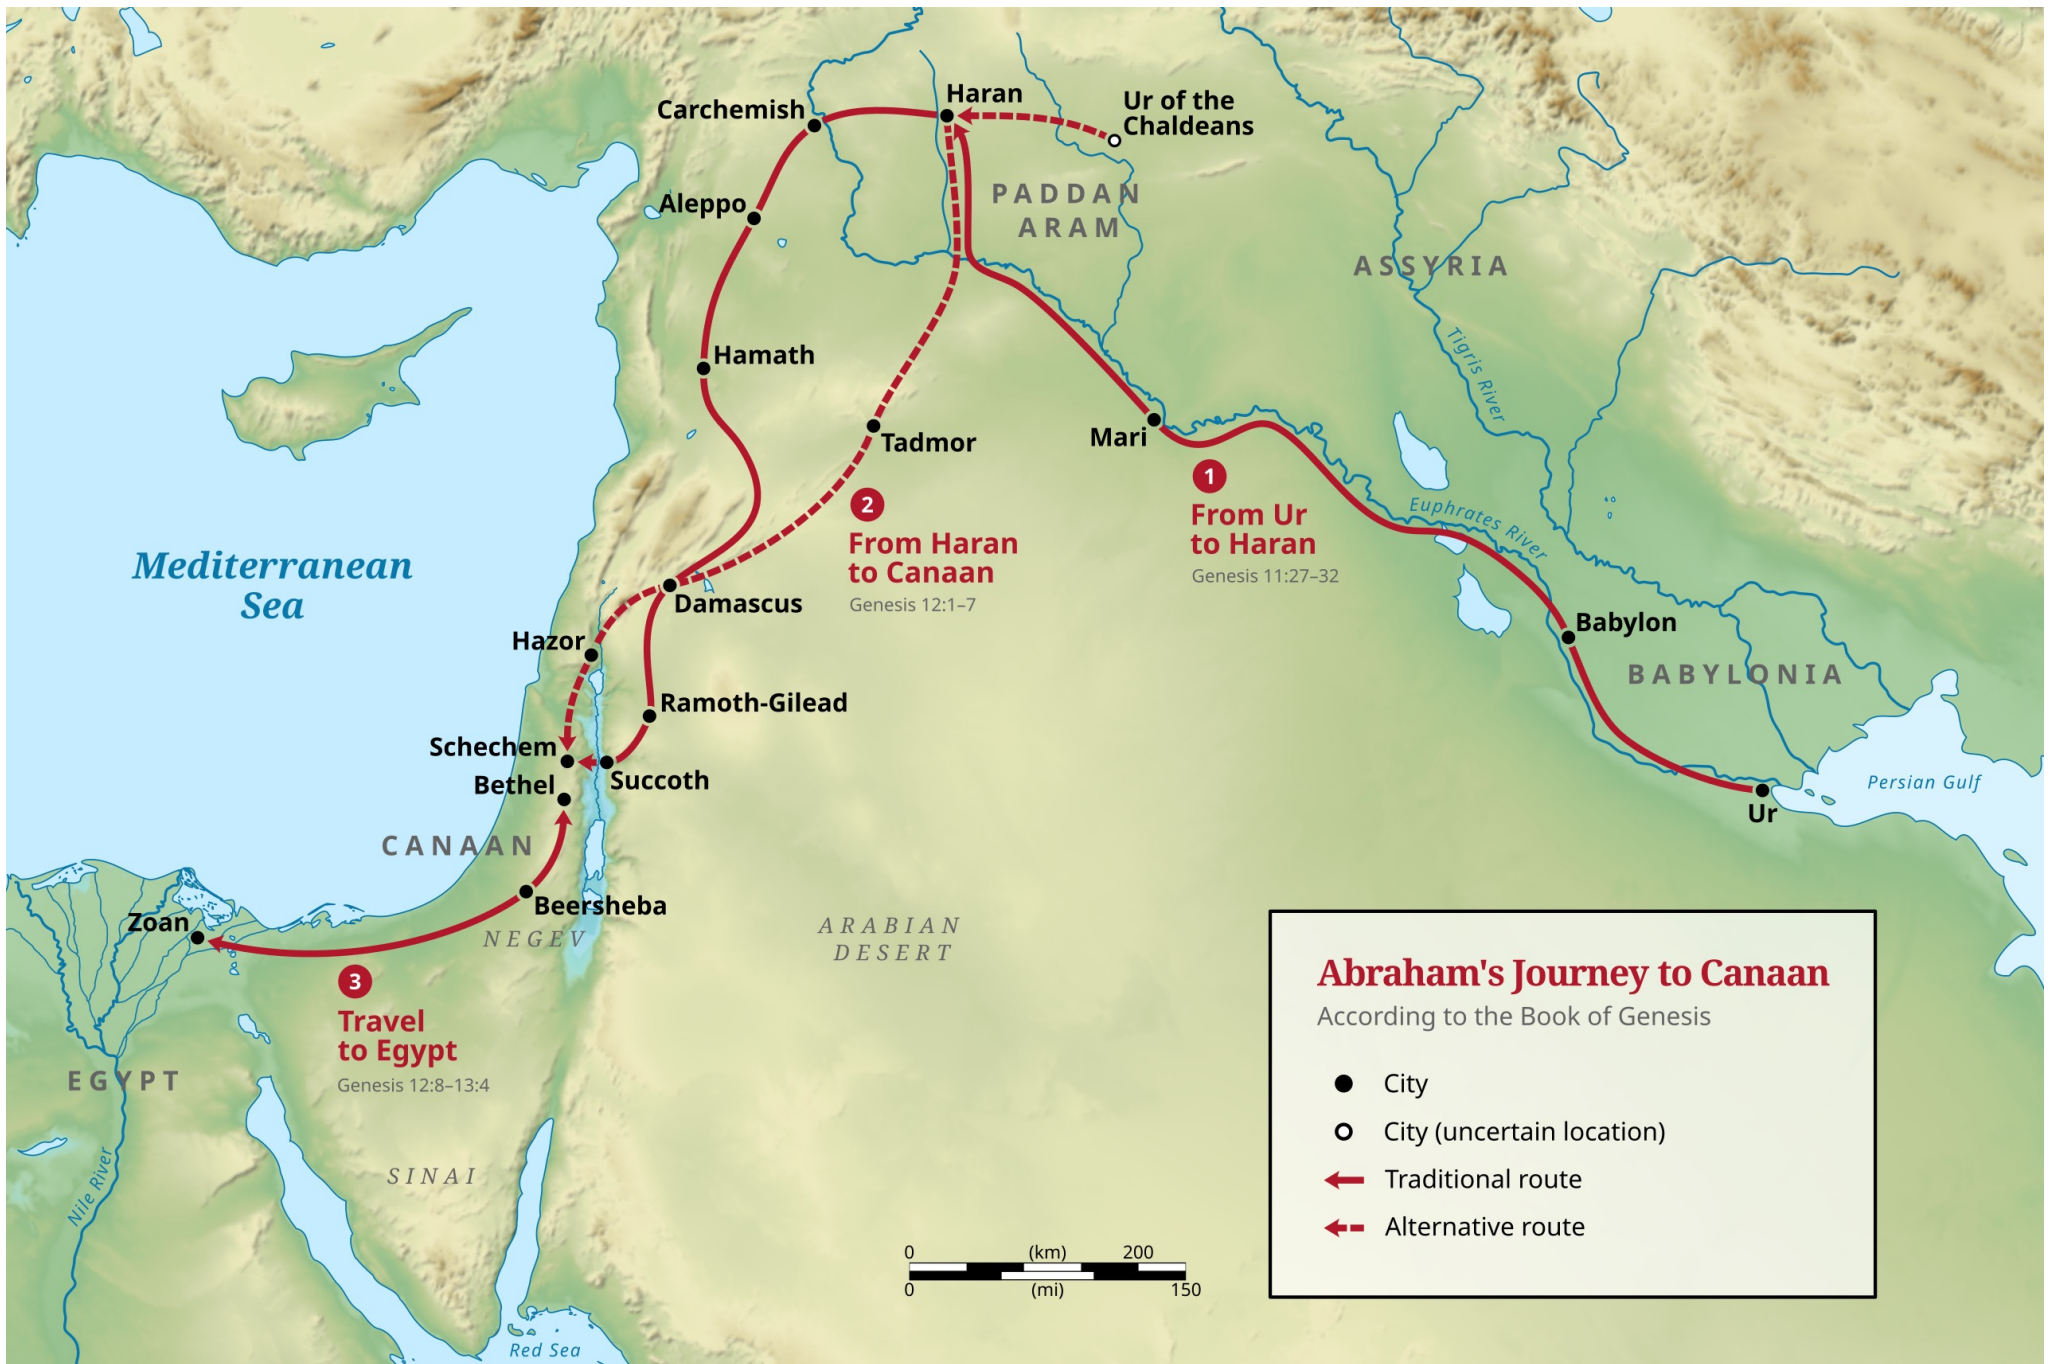 Carchemish
Haran
Ur of the
Chaldeans
Aleppo
PADDAN
ARAM
ASSYRIA
Hamath
Tigris River
Tadmor
Mari
1
From Ur
to Haran
Genesis 11:27–32
2
From Haran
to Canaan
Genesis 12:1–7
Euphrates River
Mediterranean
Sea
Damascus
Hazor
Babylon
BABYLONIA
Ramoth-Gilead
Schechem
Succoth
Bethel
Persian Gulf
Ur
CANAAN
Beersheba
Zoan
NEGEV
ARABIAN
DESERT
3
Travel
to Egypt
Genesis 12:8–13:4
EGYPT
Nile River
SINAI
Red Sea
0 (km) 200
0 (mi) 150
Abraham's Journey to Canaan
According to the Book of Genesis
City
City (uncertain location)
Traditional route
Alternative route